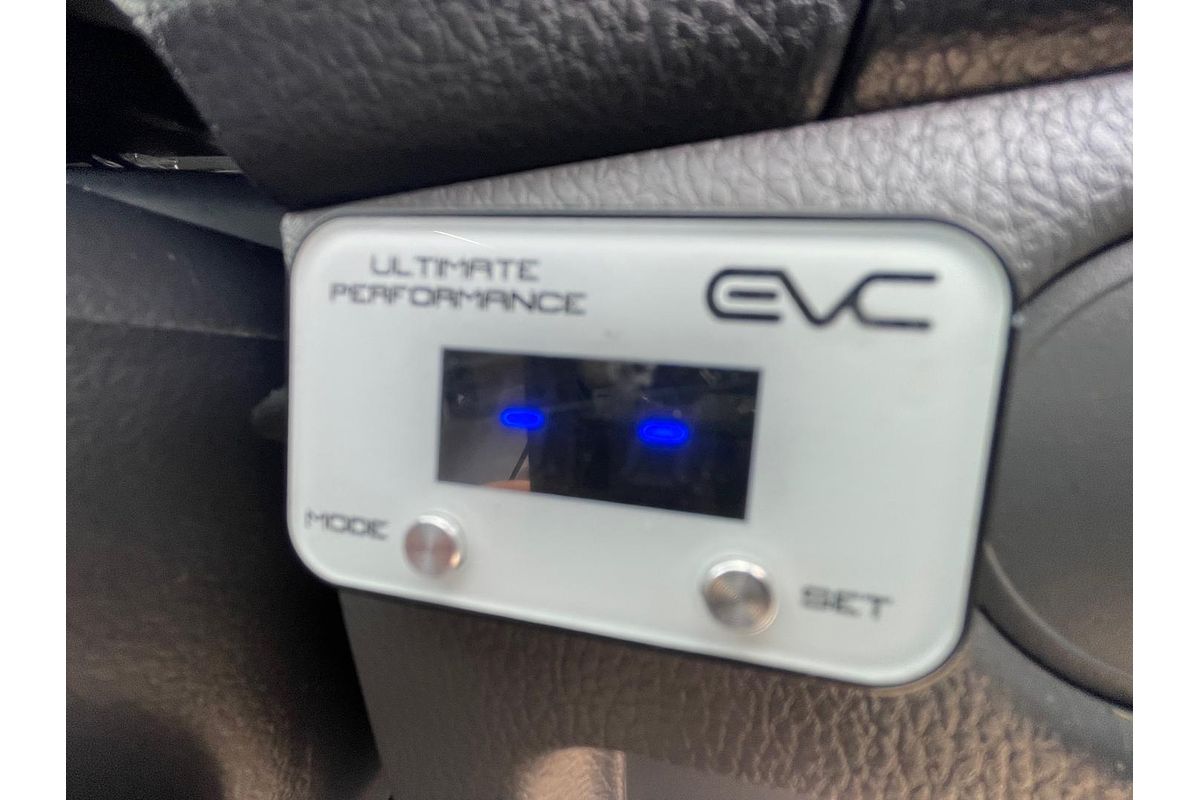 ULTIMATE
PERFORMANCE
EVC
- -
MODE
SET